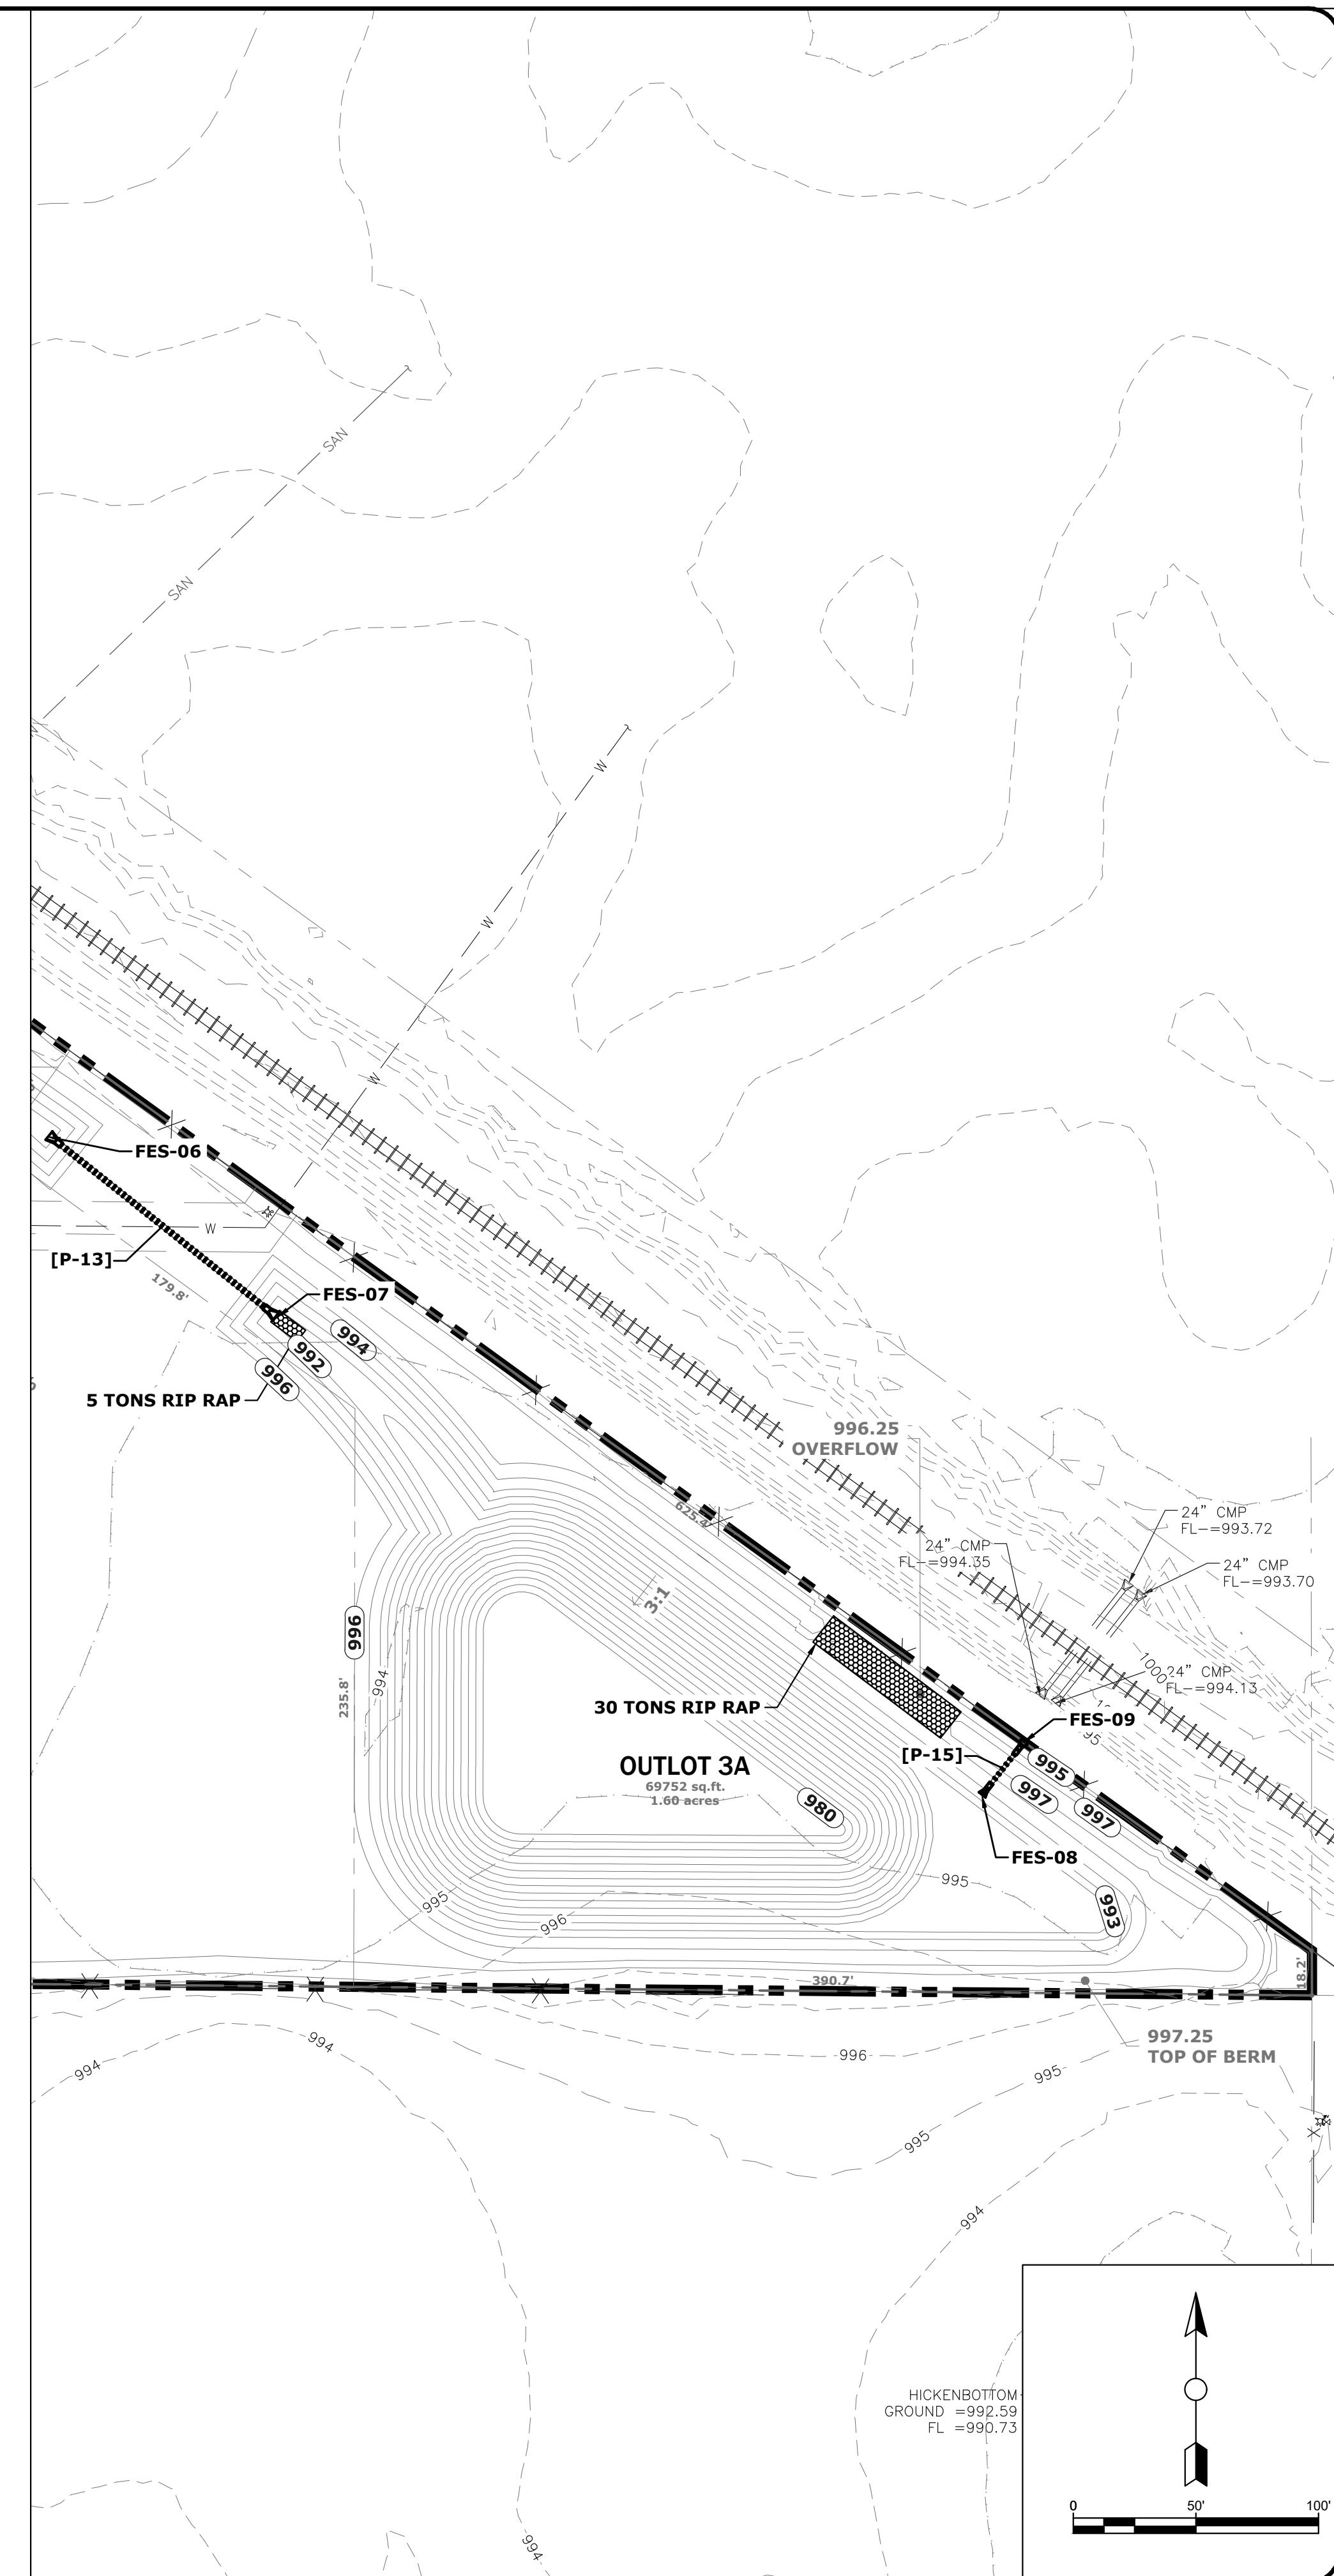 SAN
SAN
W
W
W
FES-06
W
[P-13]
179.8'
FES-07
994
992
996
5 TONS RIP RAP
996.25
OVERFLOW
625.4'
24" CMP
FL-=993.72
24" CMP
FL-=994.35
24" CMP
FL-=993.70
3:1
996
994
235.8'
1000
24" CMP
FL-=994.13
30 TONS RIP RAP
FES-09
[P-15]
995
OUTLOT 3A
69752 sq.ft.
1.60 acres
997
980
997
FES-08
995
995
993
996
390.7'
18.2'
997.25
TOP OF BERM
994
996
994
995
995
994
HICKENBOTTOM
GROUND =992.59
FL =990.73
0 50' 100'
994